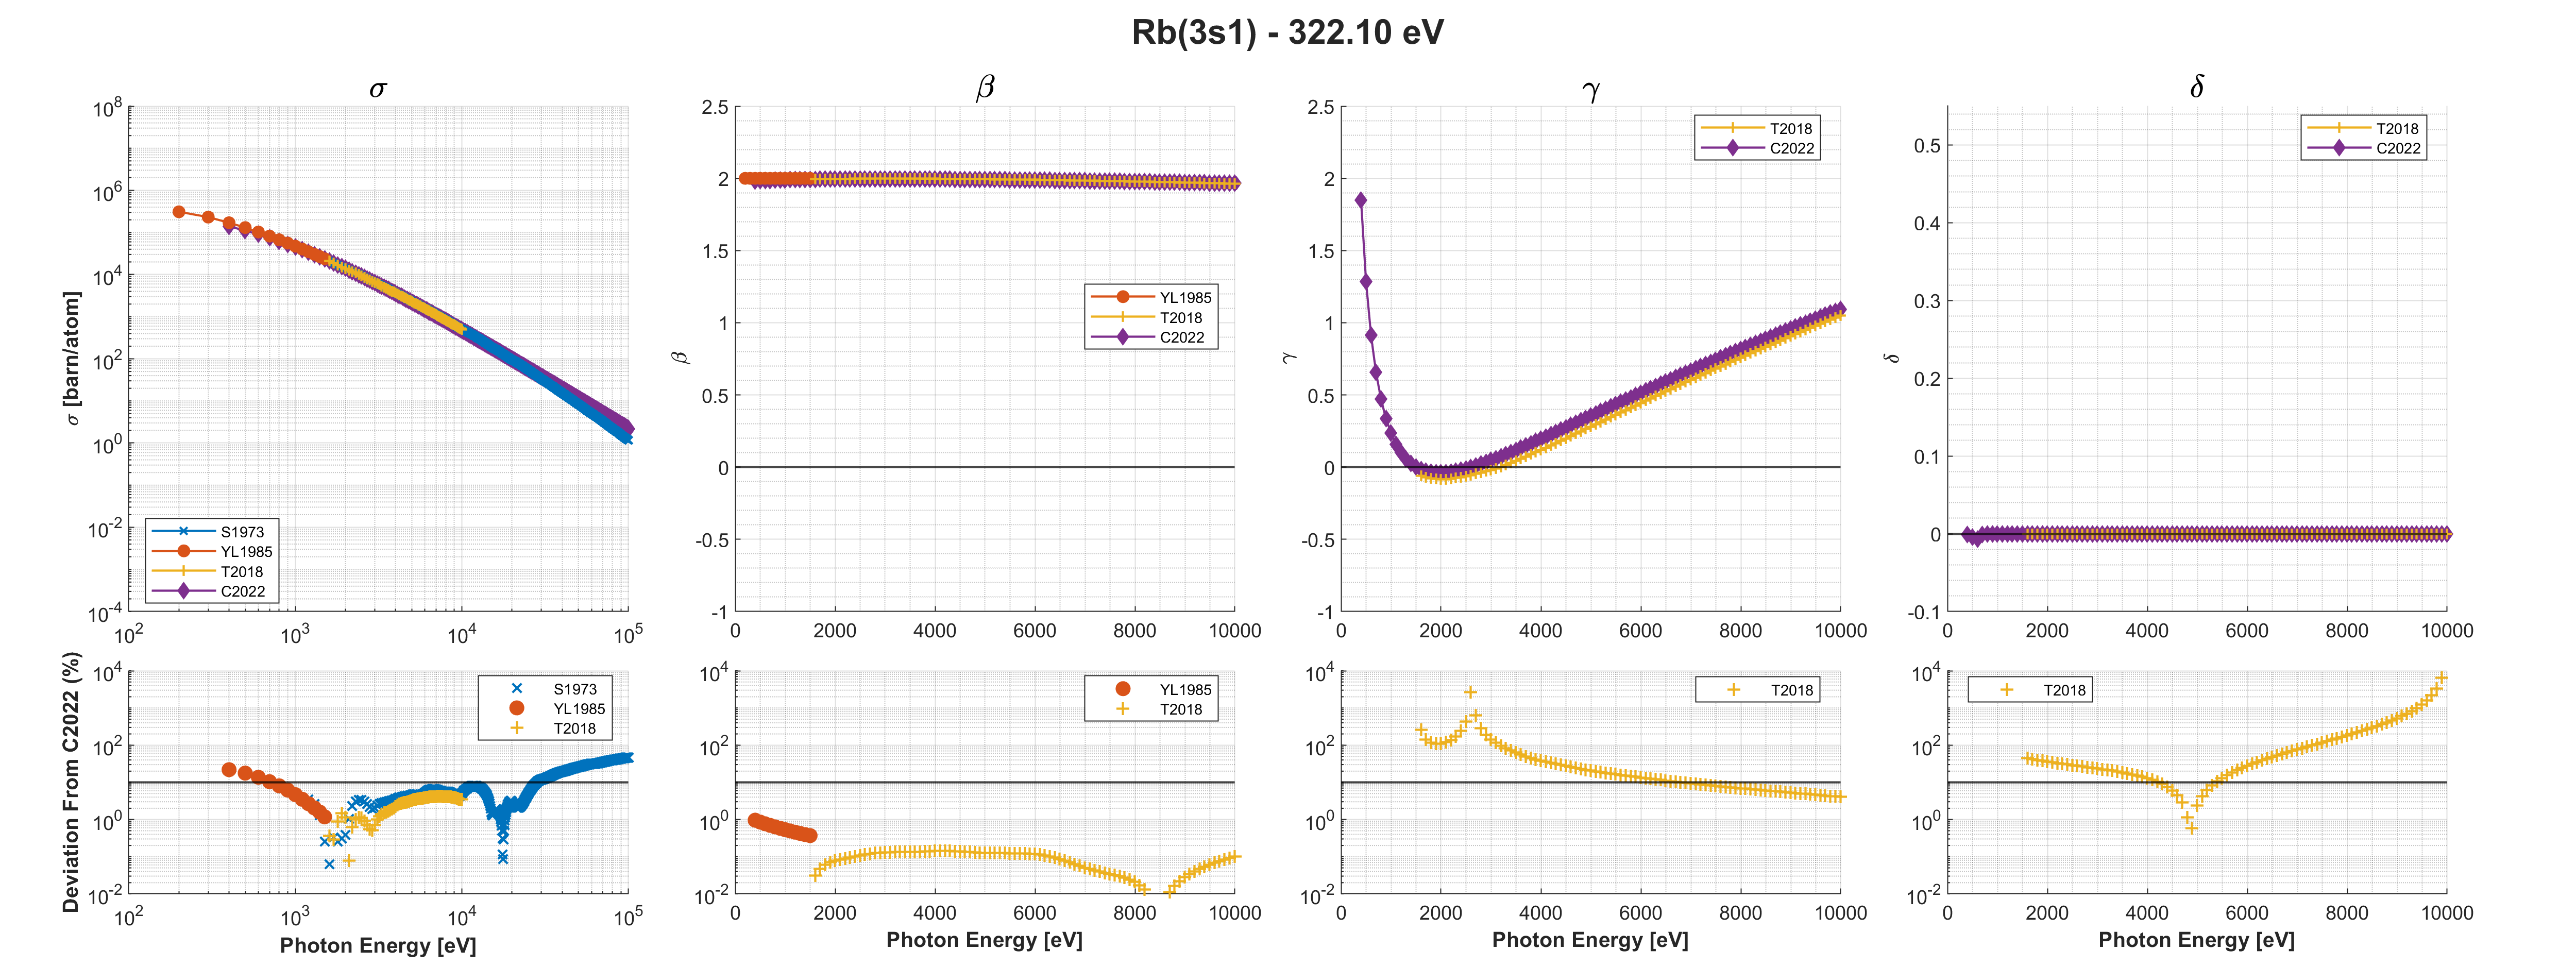 Rb(3s1) - 322.10 eV
σ
10^8
10^6
10^4
10^2
10^0
10^-2
10^-4
σ [barn/atom]
S1973
YL1985
T2018
C2022
10^2
10^3
10^4
10^5
β
2.5
2
1.5
1
0.5
0
-0.5
-1
β
YL1985
T2018
C2022
0
2000
4000
6000
8000
10000
γ
2.5
2
1.5
1
0.5
0
-0.5
-1
γ
T2018
C2022
0
2000
4000
6000
8000
10000
δ
0.5
0.4
0.3
0.2
0.1
0
-0.1
δ
T2018
C2022
0
2000
4000
6000
8000
10000
Deviation From C2022 (%)
10^4
10^2
10^0
10^-2
S1973
YL1985
T2018
10^2
10^3
10^4
10^5
Photon Energy [eV]
10^4
10^2
10^0
10^-2
YL1985
T2018
0
2000
4000
6000
8000
10000
Photon Energy [eV]
10^4
10^2
10^0
10^-2
T2018
0
2000
4000
6000
8000
10000
Photon Energy [eV]
10^4
10^2
10^0
10^-2
T2018
0
2000
4000
6000
8000
10000
Photon Energy [eV]